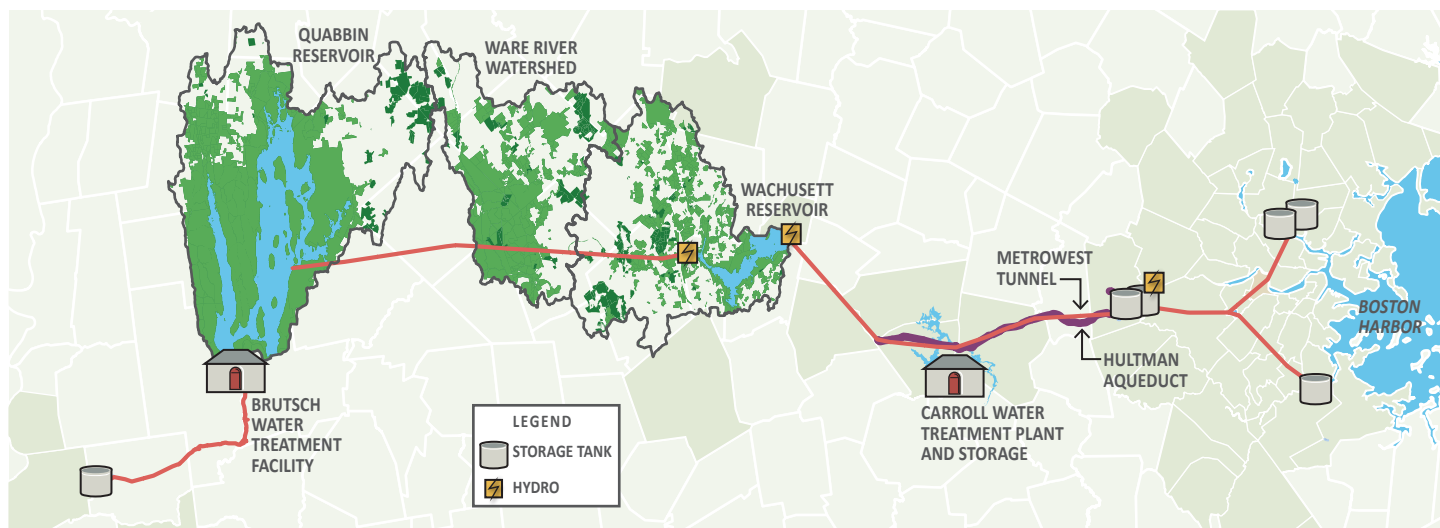 QUABBIN
RESERVOIR
WARE RIVER
WATERSHED
WACHUSETT
RESERVOIR
METROWEST
TUNNEL
BOSTON
HARBOR
HULTMAN
AQUEDUCT
BRUTSCH
WATER
TREATMENT
FACILITY
CARROLL WATER
TREATMENT PLANT
AND STORAGE
LEGEND
STORAGE TANK
HYDRO